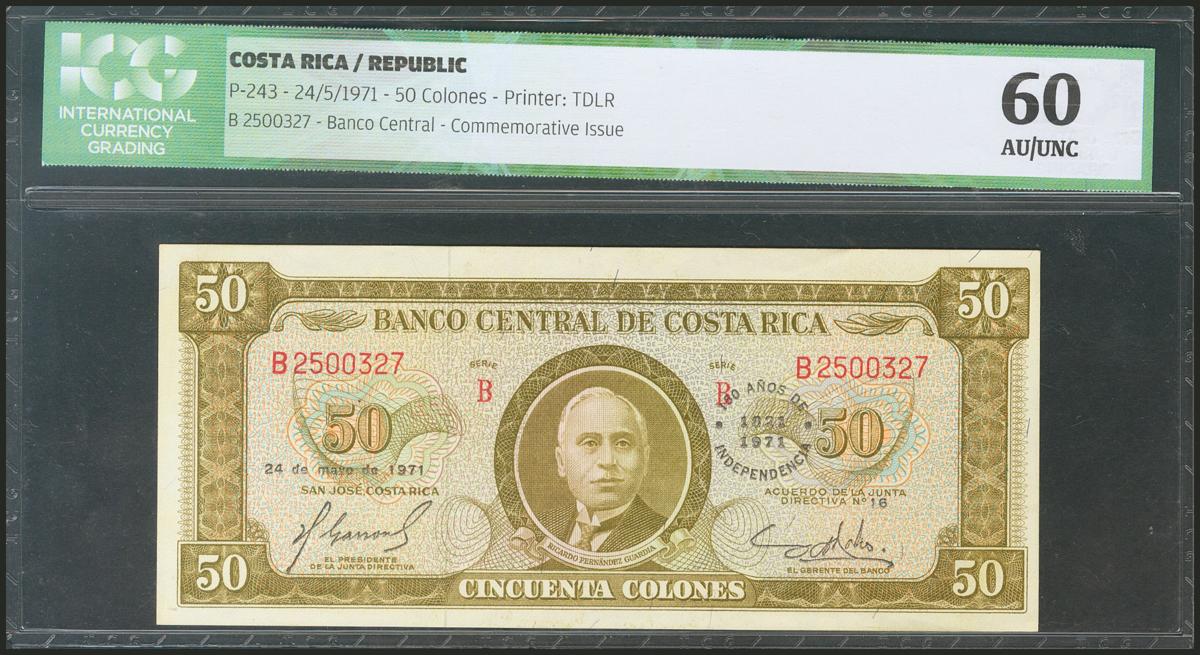 ICG
INTERNATIONAL
CURRENCY
GRADING
COSTA RICA / REPUBLIC
P-243 - 24/5/1971 - 50 Colones - Printer: TDLR
B 2500327 - Banco Central - Commemorative Issue
60
AU/UNC
50
50
BANCO CENTRAL DE COSTA RICA
B2500327
SERIE
B
SERIE
B
B2500327
150 AÑOS DE
1821
1971
INDEPENDENCIA
50
50
24 de mayo de 1971
SAN JOSÉ, COSTA RICA
ACUERDO DE LA JUNTA
DIRECTIVA Nº 16
RICARDO FERNÁNDEZ GUARDIA
EL PRESIDENTE
DE LA JUNTA DIRECTIVA
EL GERENTE DEL BANCO
50
CINCUENTA COLONES
50